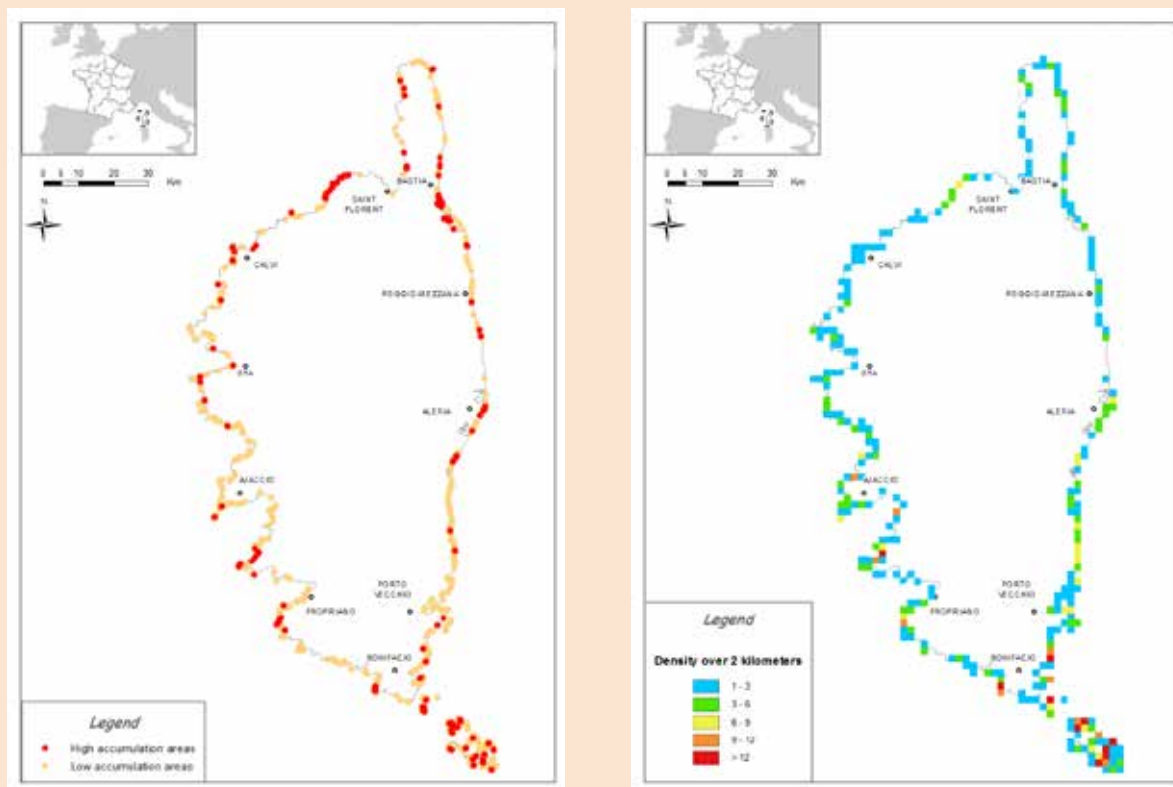 0 5 10 20 30
Km
N
BASTIA
SAINT
FLORENT
CALVI
POGGIO-MEZZANA
ALERIA
AJACCIO
PORTO
VECCHIO
PROPRIANO
BONIFACIO
Legend
High accumulation areas
Low accumulation areas
0 5 10 20 30
Km
N
BASTIA
SAINT
FLORENT
CALVI
POGGIO-MEZZANA
ALERIA
AJACCIO
PORTO
VECCHIO
PROPRIANO
BONIFACIO
Legend
Density over 2 kilometers
1 - 3
3 - 6
6 - 9
9 - 12
> 12